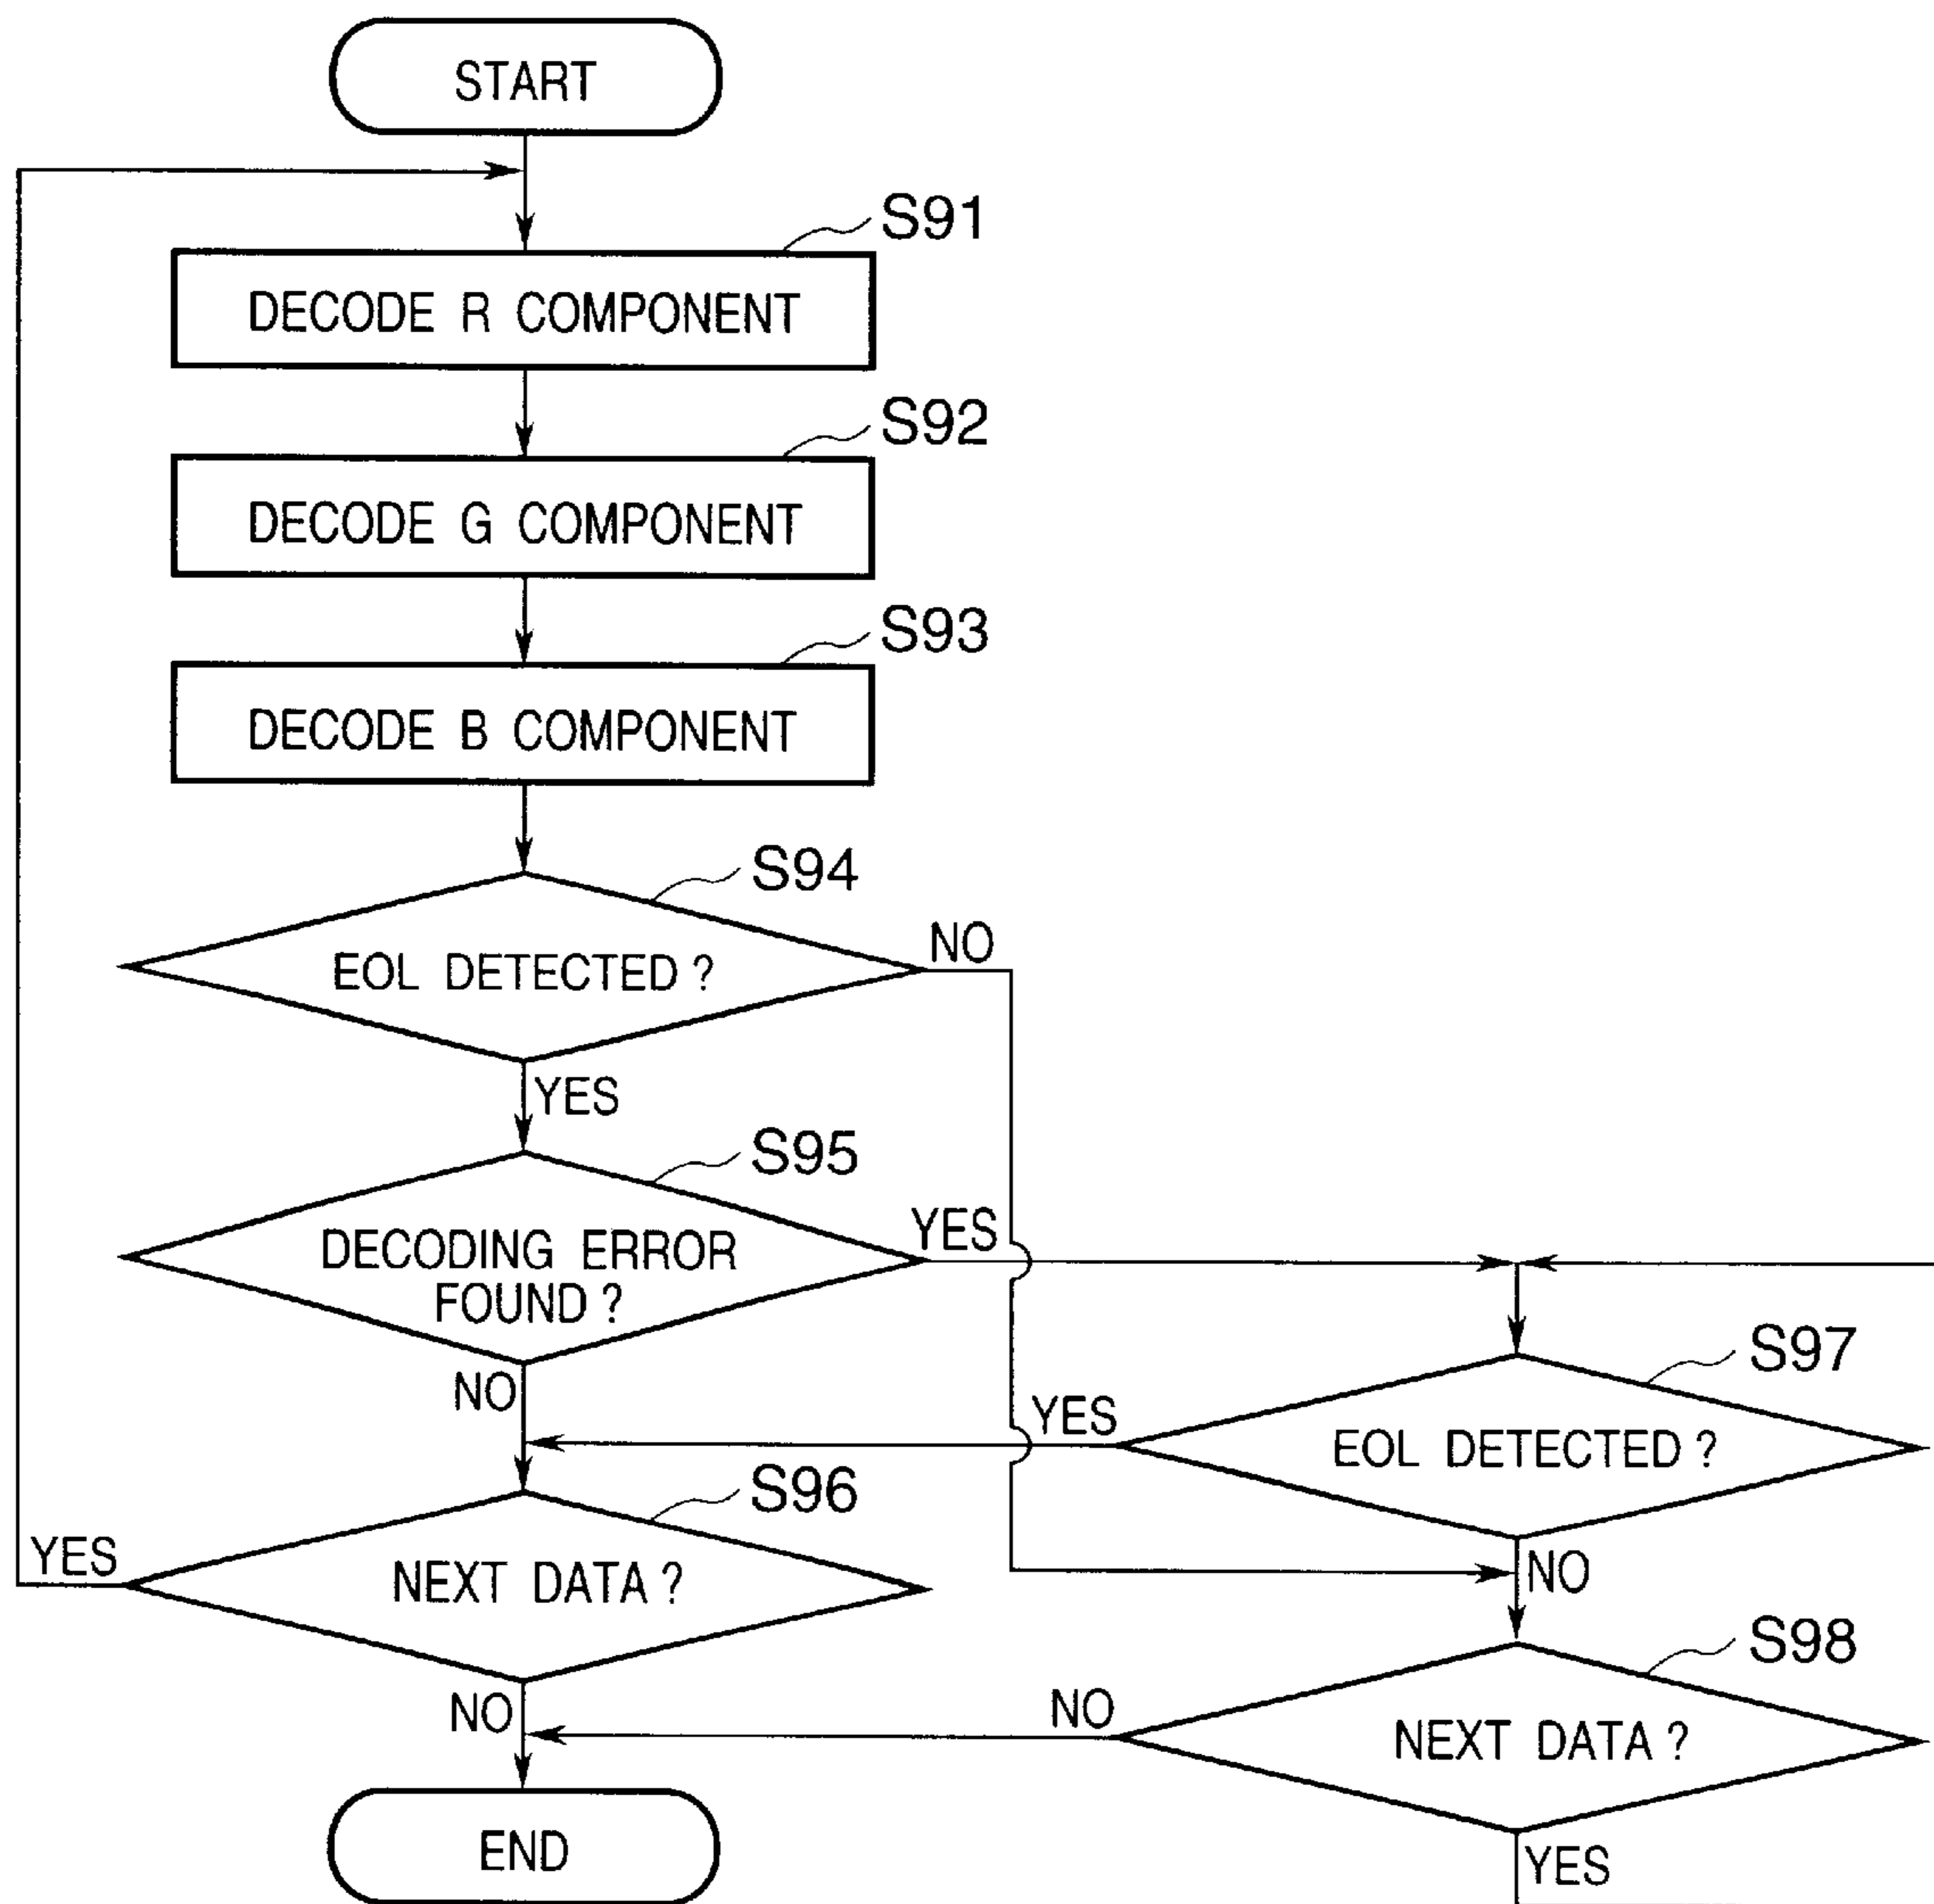 START
S91
DECODE R COMPONENT
S92
DECODE G COMPONENT
S93
DECODE B COMPONENT
S94
EOL DETECTED ?
NO
YES
S95
DECODING ERROR
FOUND ?
YES
NO
S97
EOL DETECTED ?
YES
NO
S96
NEXT DATA ?
YES
NO
S98
NEXT DATA ?
NO
YES
END